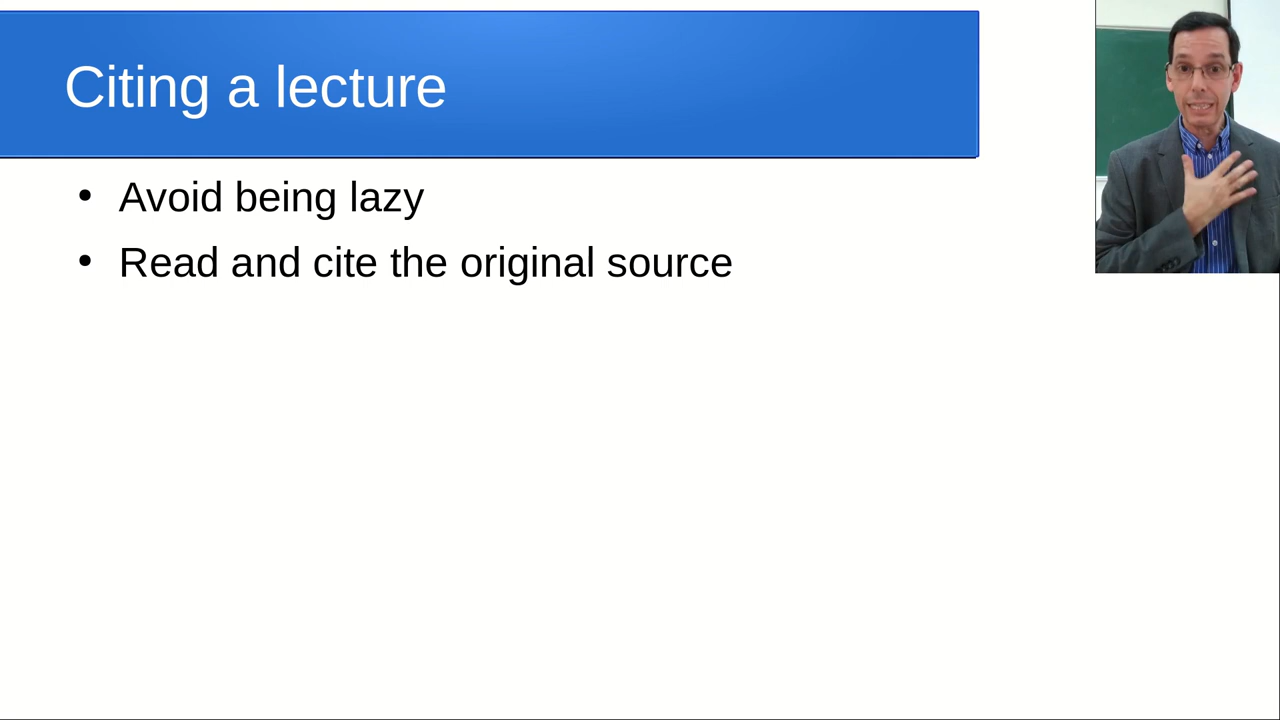 Citing a lecture
• Avoid being lazy
• Read and cite the original source